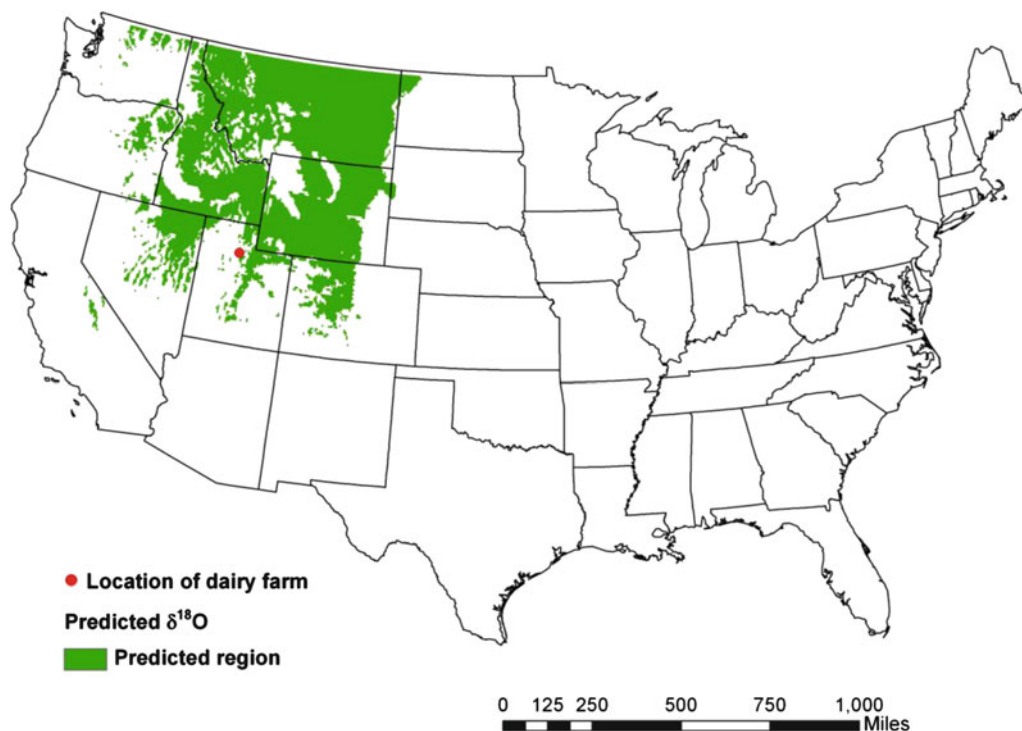 Location of dairy farm
Predicted δ¹⁸O
Predicted region
0 125 250 500 750 1,000
Miles